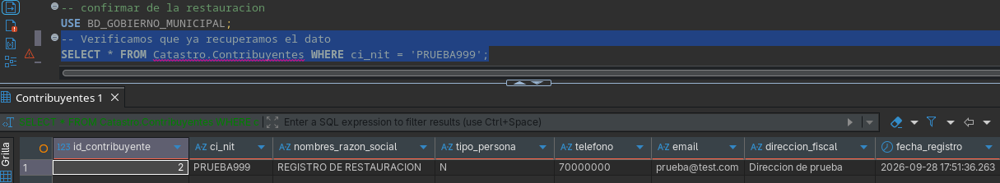 -- confirmar de la restauracion
USE BD_GOBIERNO_MUNICIPAL;
-- Verificamos que ya recuperamos el dato
SELECT * FROM Catastro.Contribuyentes WHERE ci_nit = 'PRUEBA999';
Contribuyentes 1
SELECT * FROM Catastro.Contribuyentes WHERE c Enter a SQL expression to filter results (use Ctrl+Space)
Grilla
123 id_contribuyente A-Z ci_nit A-Z nombres_razon_social A-Z tipo_persona A-Z telefono A-Z email A-Z direccion_fiscal fecha_registro
1 2 PRUEBA999 REGISTRO DE RESTAURACION N 70000000 prueba@test.com Direccion de prueba 2026-09-28 17:51:36.263